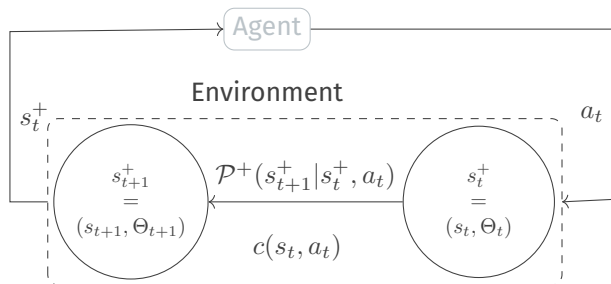 Agent
Environment
s_t^+
a_t
s_{t+1}^+
=
(s_{t+1}, Θ_{t+1})
P^+(s_{t+1}^+|s_t^+, a_t)
c(s_t, a_t)
s_t^+
=
(s_t, Θ_t)